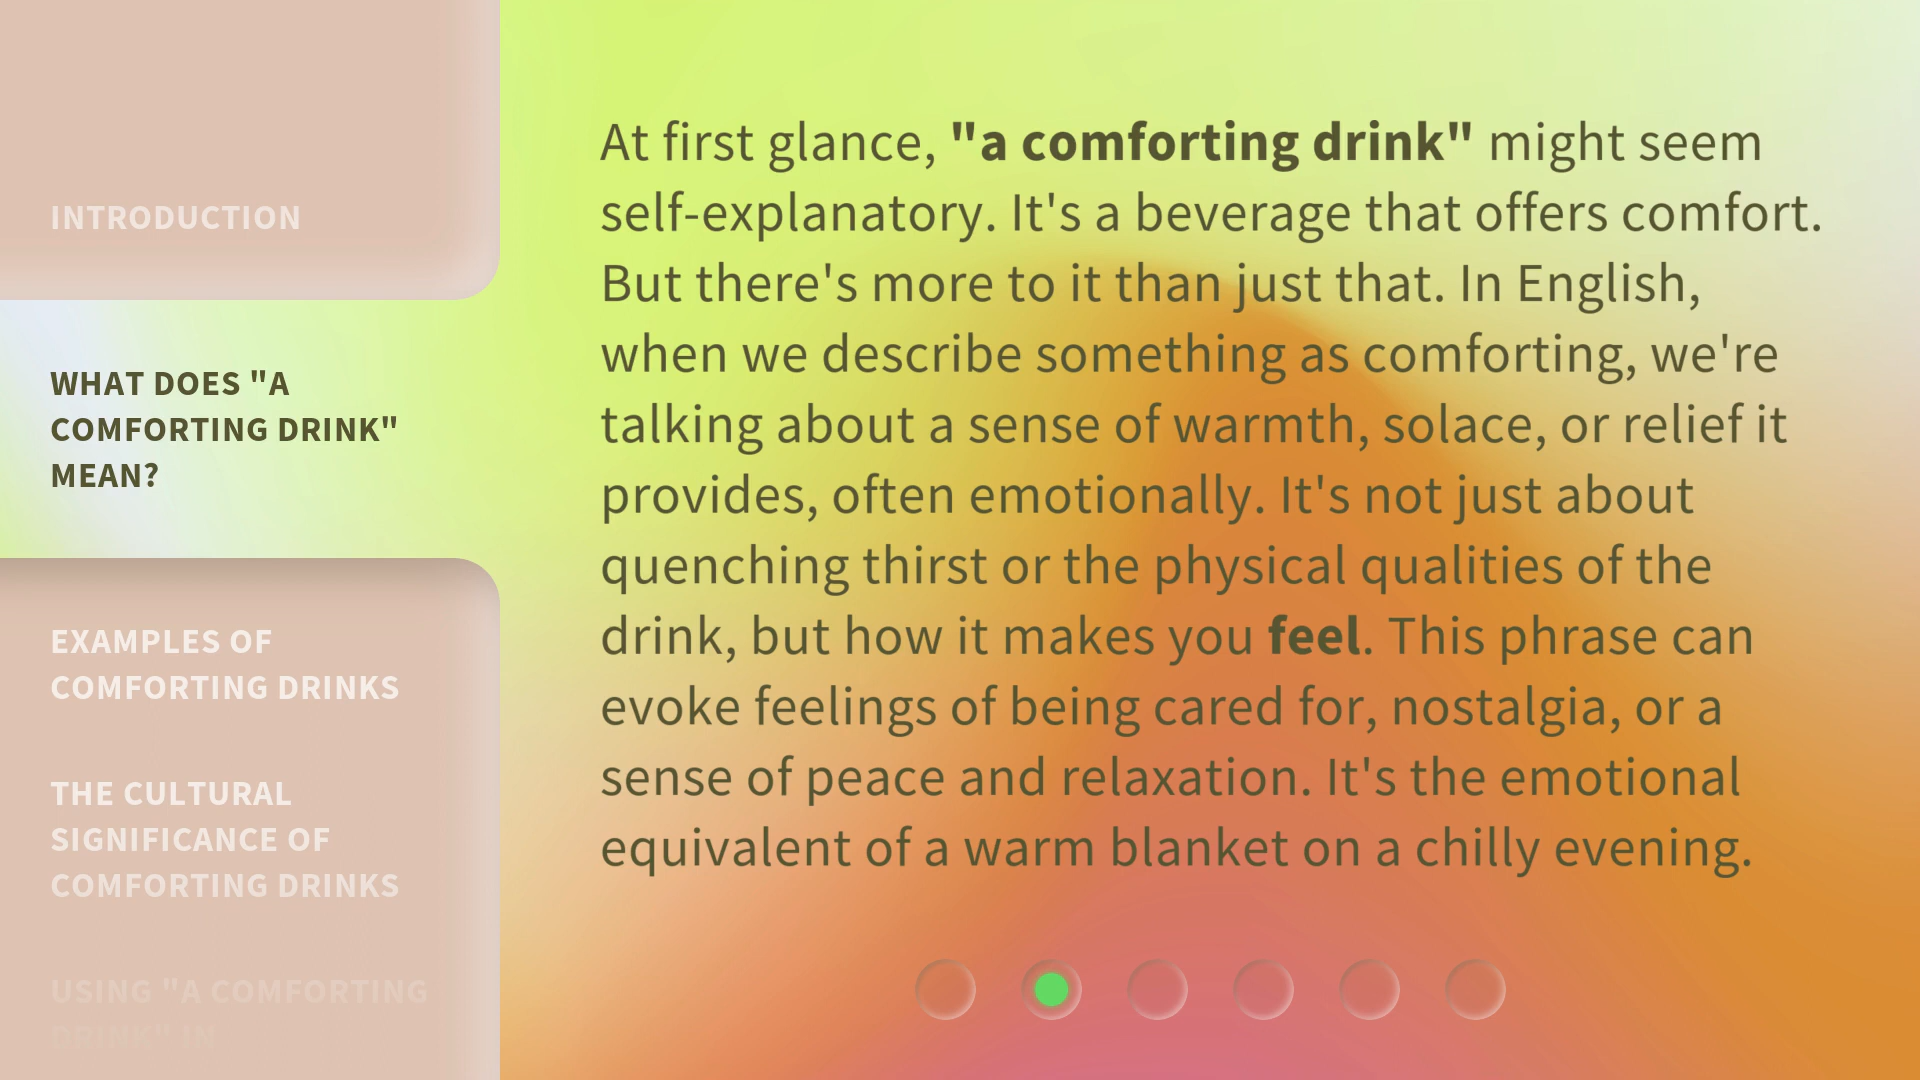 INTRODUCTION
WHAT DOES "A
COMFORTING DRINK"
MEAN?
EXAMPLES OF
COMFORTING DRINKS
THE CULTURAL
SIGNIFICANCE OF
COMFORTING DRINKS
USING "A COMFORTING
DRINK" IN
At first glance, "a comforting drink" might seem
self-explanatory. It's a beverage that offers comfort.
But there's more to it than just that. In English,
when we describe something as comforting, we're
talking about a sense of warmth, solace, or relief it
provides, often emotionally. It's not just about
quenching thirst or the physical qualities of the
drink, but how it makes you feel. This phrase can
evoke feelings of being cared for, nostalgia, or a
sense of peace and relaxation. It's the emotional
equivalent of a warm blanket on a chilly evening.